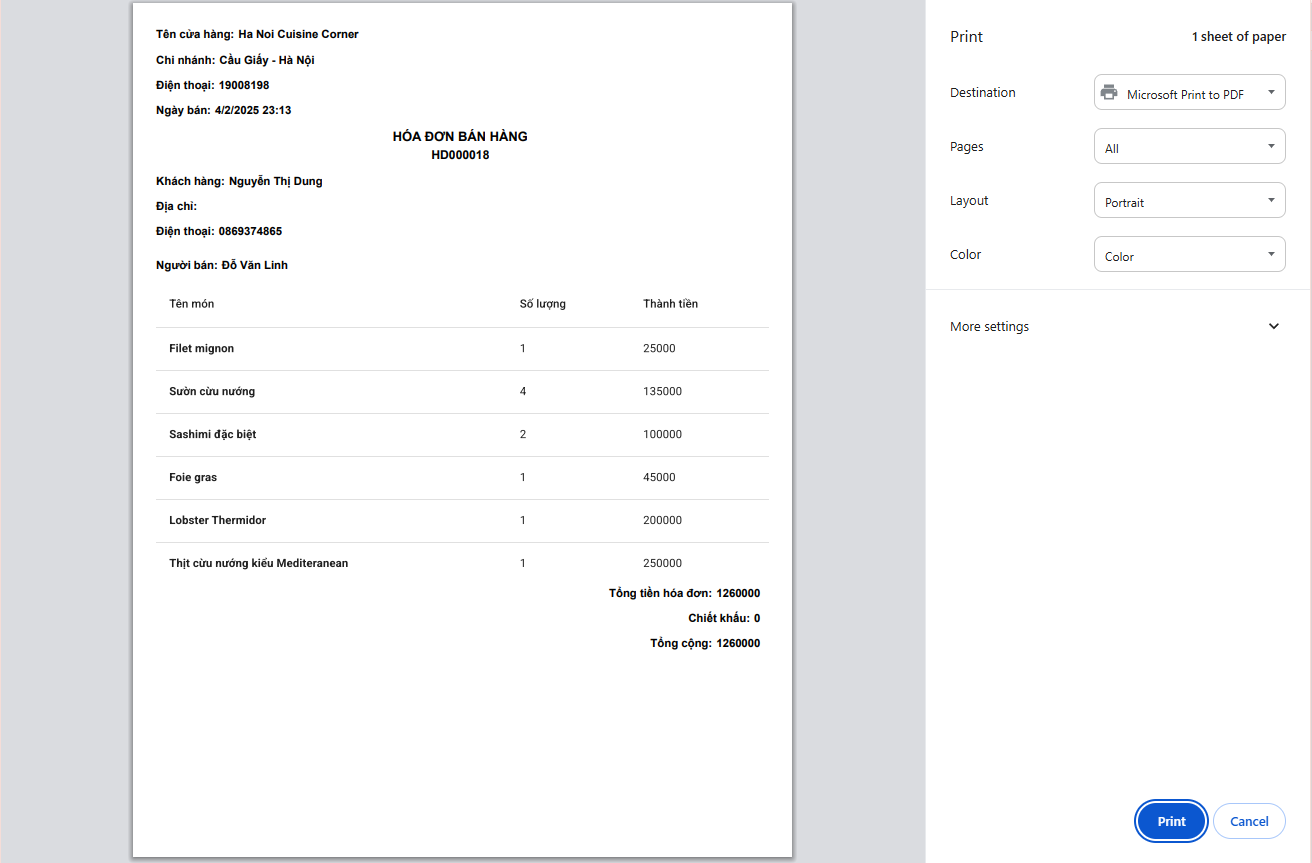 Tên cửa hàng: Ha Noi Cuisine Corner
Chi nhánh: Cầu Giấy - Hà Nội
Điện thoại: 19008198
Ngày bán: 4/2/2025 23:13
HÓA ĐƠN BÁN HÀNG
HD000018
Khách hàng: Nguyễn Thị Dung
Địa chỉ:
Điện thoại: 0869374865
Người bán: Đỗ Văn Linh
Tên món Số lượng Thành tiền
Filet mignon 1 25000
Sườn cừu nướng 4 135000
Sashimi đặc biệt 2 100000
Foie gras 1 45000
Lobster Thermidor 1 200000
Thịt cừu nướng kiểu Mediteranean 1 250000
Tổng tiền hóa đơn: 1260000
Chiết khấu: 0
Tổng cộng: 1260000
Print 1 sheet of paper
Destination Microsoft Print to PDF
Pages All
Layout Portrait
Color Color
More settings
Print Cancel